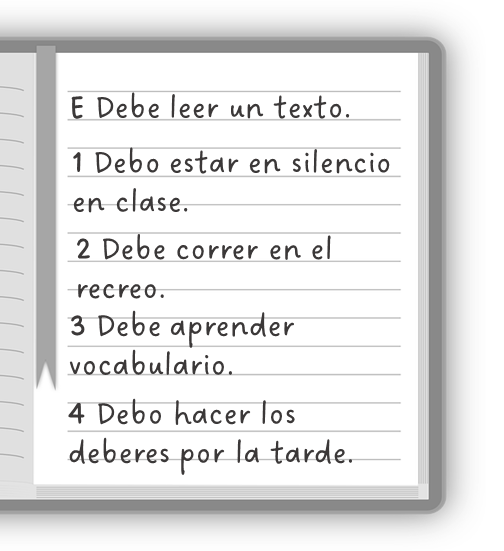 E Debe leer un texto.
1 Debo estar en silencio
en clase.
2 Debe correr en el
recreo.
3 Debe aprender
vocabulario.
4 Debo hacer los
deberes por la tarde.